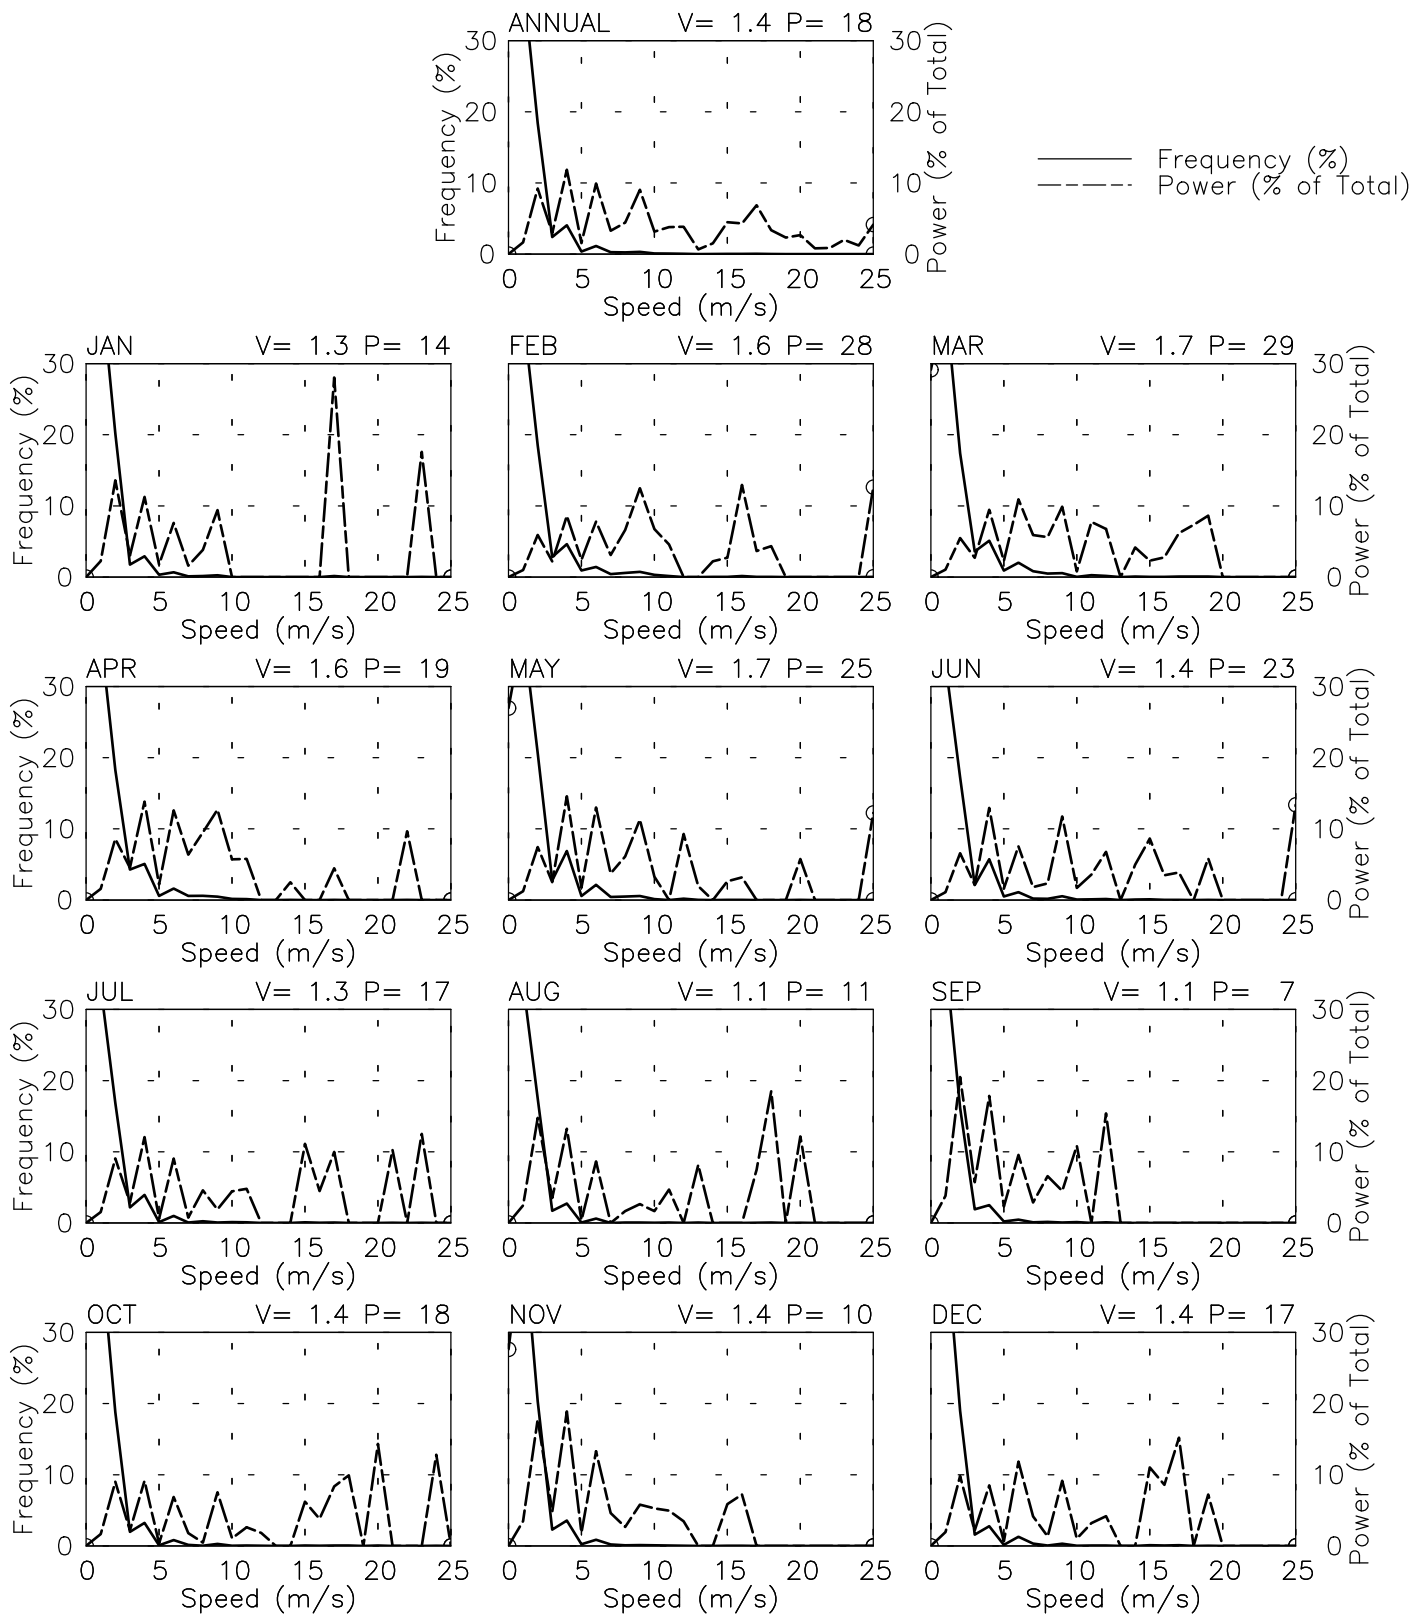 ANNUAL V= 1.4 P= 18
30 30
20 20
10 10
0 0
Frequency (%)
Power (% of Total)
0 5 10 15 20 25
Speed (m/s)
Frequency (%)
Power (% of Total)
JAN V= 1.3 P= 14
FEB V= 1.6 P= 28
MAR V= 1.7 P= 29
30 30 30 30
20 20 20 20
10 10 10 10
0 0 0 0
Frequency (%)
Power (% of Total)
0 5 10 15 20 25 0 5 10 15 20 25 0 5 10 15 20 25
Speed (m/s) Speed (m/s) Speed (m/s)
APR V= 1.6 P= 19
MAY V= 1.7 P= 25
JUN V= 1.4 P= 23
30 30
20 20
10 10
0 0
Frequency (%)
Power (% of Total)
0 5 10 15 20 25 0 5 10 15 20 25 0 5 10 15 20 25
Speed (m/s) Speed (m/s) Speed (m/s)
JUL V= 1.3 P= 17
AUG V= 1.1 P= 11
SEP V= 1.1 P= 7
30 30
20 20
10 10
0 0
Frequency (%)
Power (% of Total)
0 5 10 15 20 25 0 5 10 15 20 25 0 5 10 15 20 25
Speed (m/s) Speed (m/s) Speed (m/s)
OCT V= 1.4 P= 18
NOV V= 1.4 P= 10
DEC V= 1.4 P= 17
30 30
20 20
10 10
0 0
Frequency (%)
Power (% of Total)
0 5 10 15 20 25 0 5 10 15 20 25 0 5 10 15 20 25
Speed (m/s) Speed (m/s) Speed (m/s)